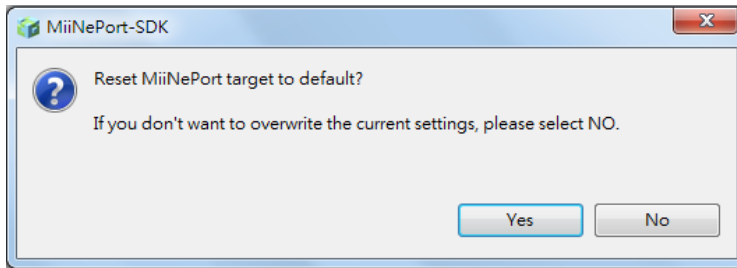 MiiNePort-SDK
Reset MiiNePort target to default?
If you don't want to overwrite the current settings, please select NO.
Yes No